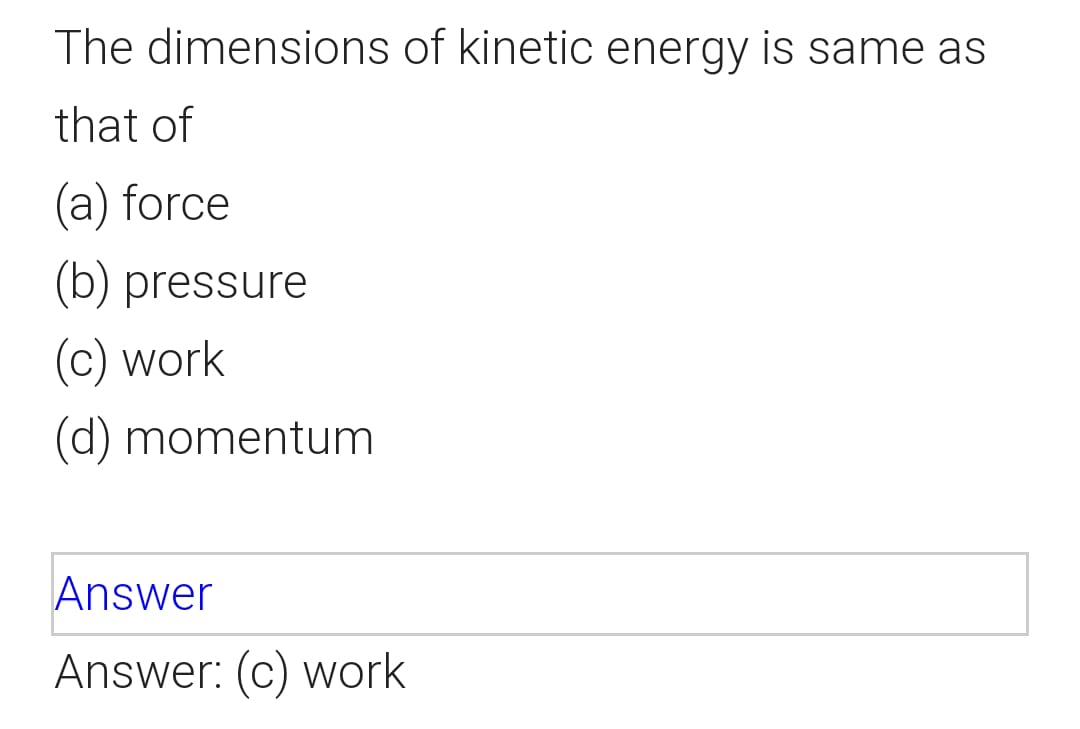 The dimensions of kinetic energy is same as
that of
(a) force
(b) pressure
(c) work
(d) momentum
Answer
Answer: (c) work